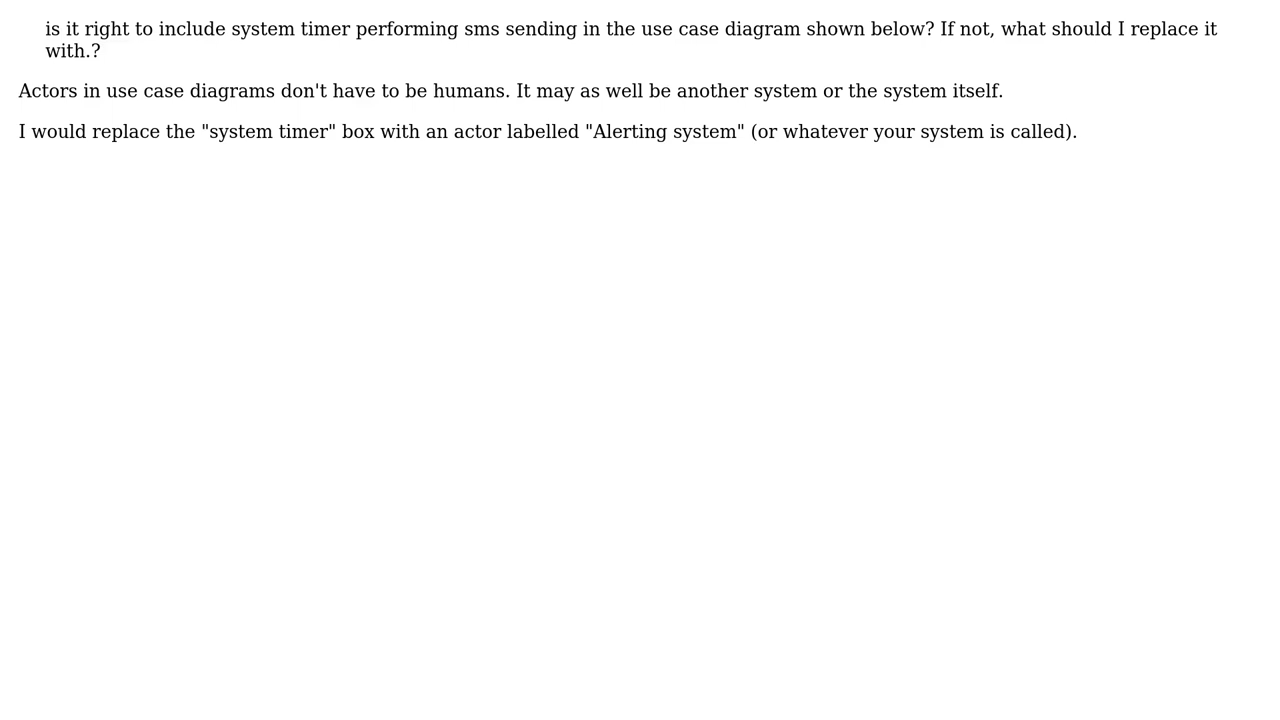 is it right to include system timer performing sms sending in the use case diagram shown below? If not, what should I replace it
with.?
Actors in use case diagrams don't have to be humans. It may as well be another system or the system itself.
I would replace the "system timer" box with an actor labelled "Alerting system" (or whatever your system is called).